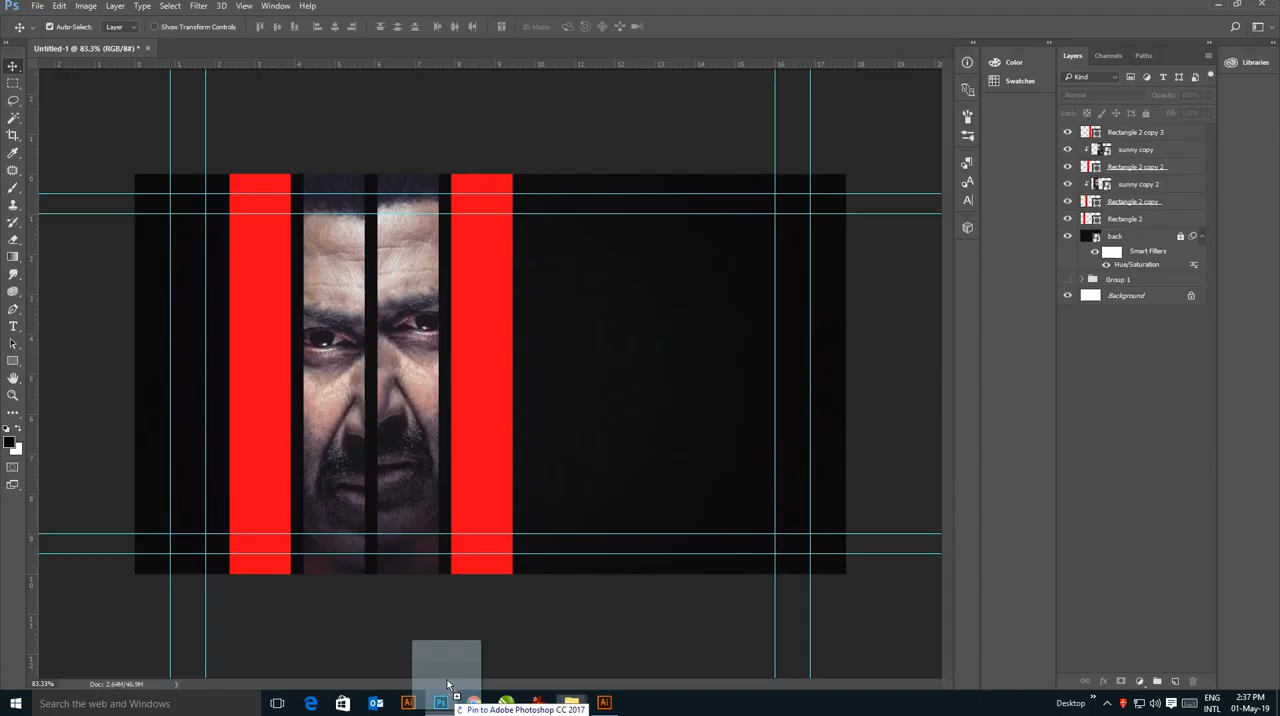 Ps File Edit Image Layer Type Select Filter 3D View Window Help
Auto-Select: Layer Show Transform Controls 3D Mode:
Untitled-1 @ 83.3% (RGB/8#) * ×
Color
Swatches
Layers Channels Paths
Libraries
Kind
Normal Opacity: 100%
Lock: Fill: 100%
Rectangle 2 copy 3
sunny copy
Rectangle 2 copy 2
sunny copy 2
Rectangle 2 copy
Rectangle 2
back
Smart Filters
Hue/Saturation
Group 1
Background
83.33% Doc: 2.64M/46.9M
Search the web and Windows
Pin to Adobe Photoshop CC 2017
Desktop
ENG
INTL
2:37 PM
01-May-19